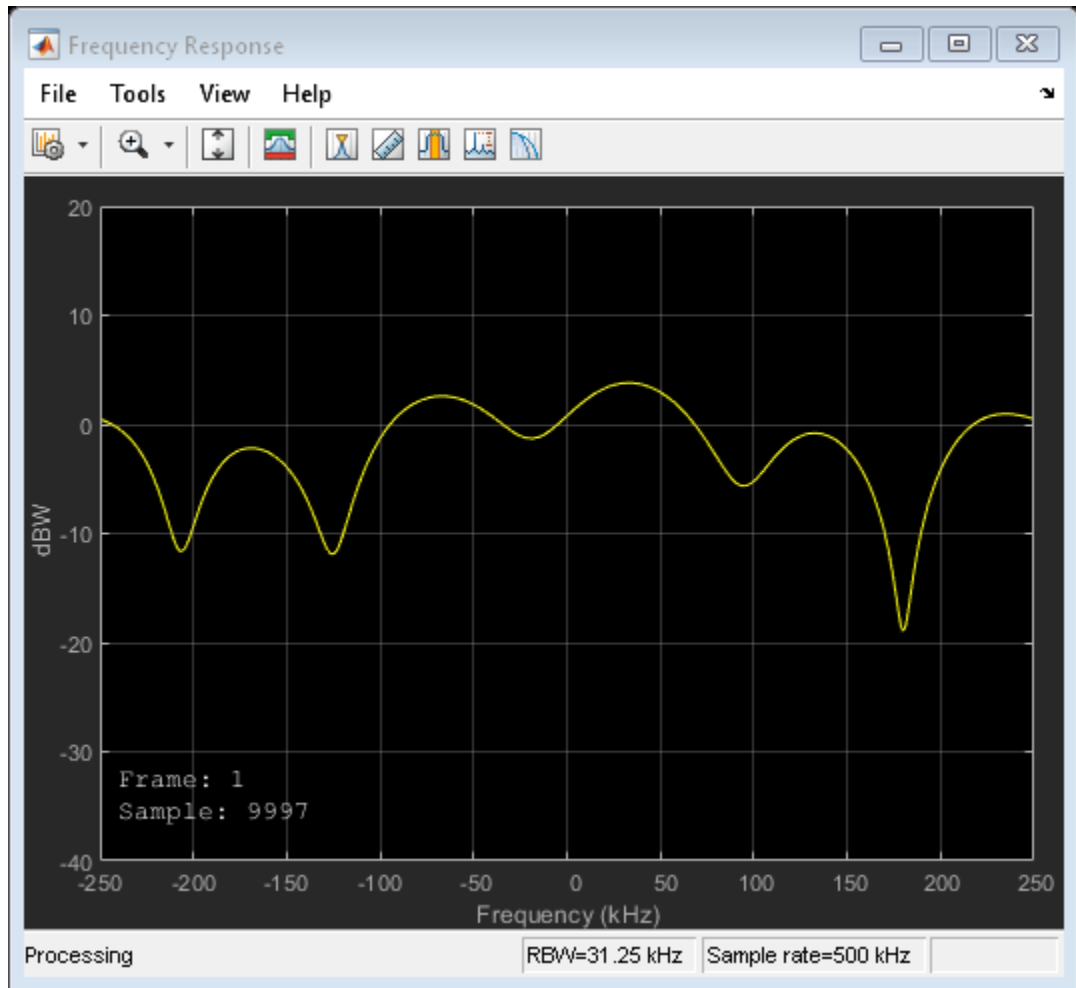 Frequency Response
File Tools View Help
20
10
0
-10
-20
-30
-40
dBW
Frame: 1
Sample: 9997
-250 -200 -150 -100 -50 0 50 100 150 200 250
Frequency (kHz)
Processing RBW=31.25 kHz Sample rate=500 kHz